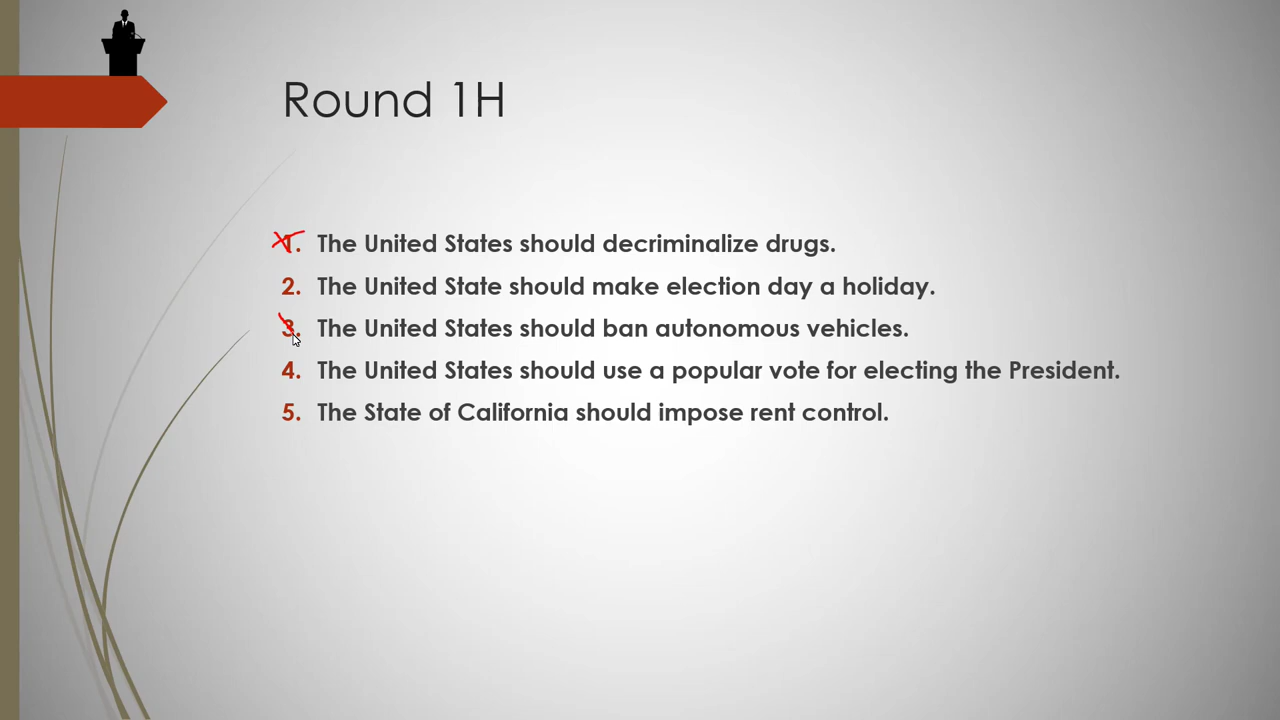 Round 1H
1. The United States should decriminalize drugs.
2. The United State should make election day a holiday.
3. The United States should ban autonomous vehicles.
4. The United States should use a popular vote for electing the President.
5. The State of California should impose rent control.